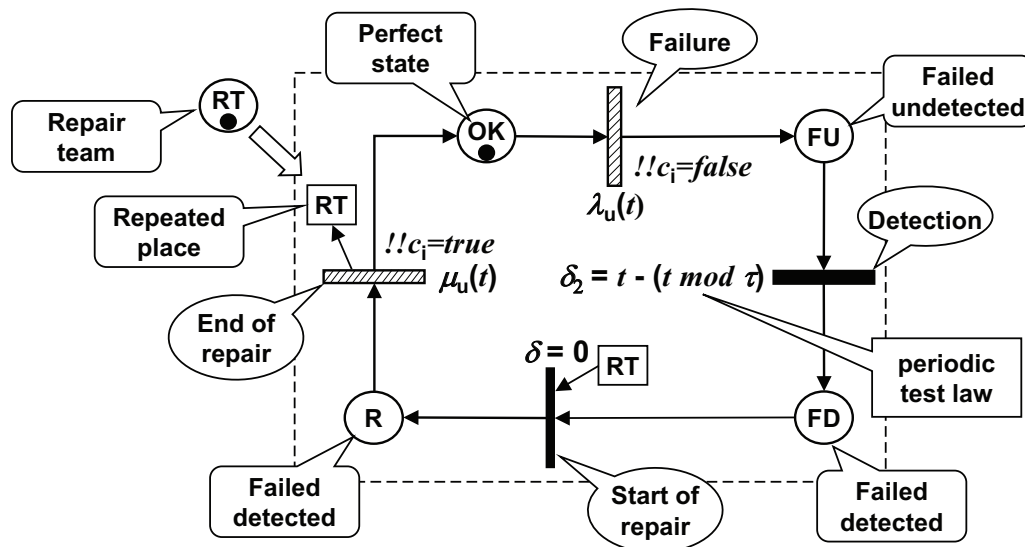 Perfect
state
Failure
Failed
undetected
RT
Repair
team
OK
FU
!!ci=false
λu(t)
RT
Repeated
place
Detection
!!ci=true
μu(t)
δ2 = t - (t mod τ)
End of
repair
δ = 0
RT
periodic
test law
R
FD
Failed
detected
Start of
repair
Failed
detected